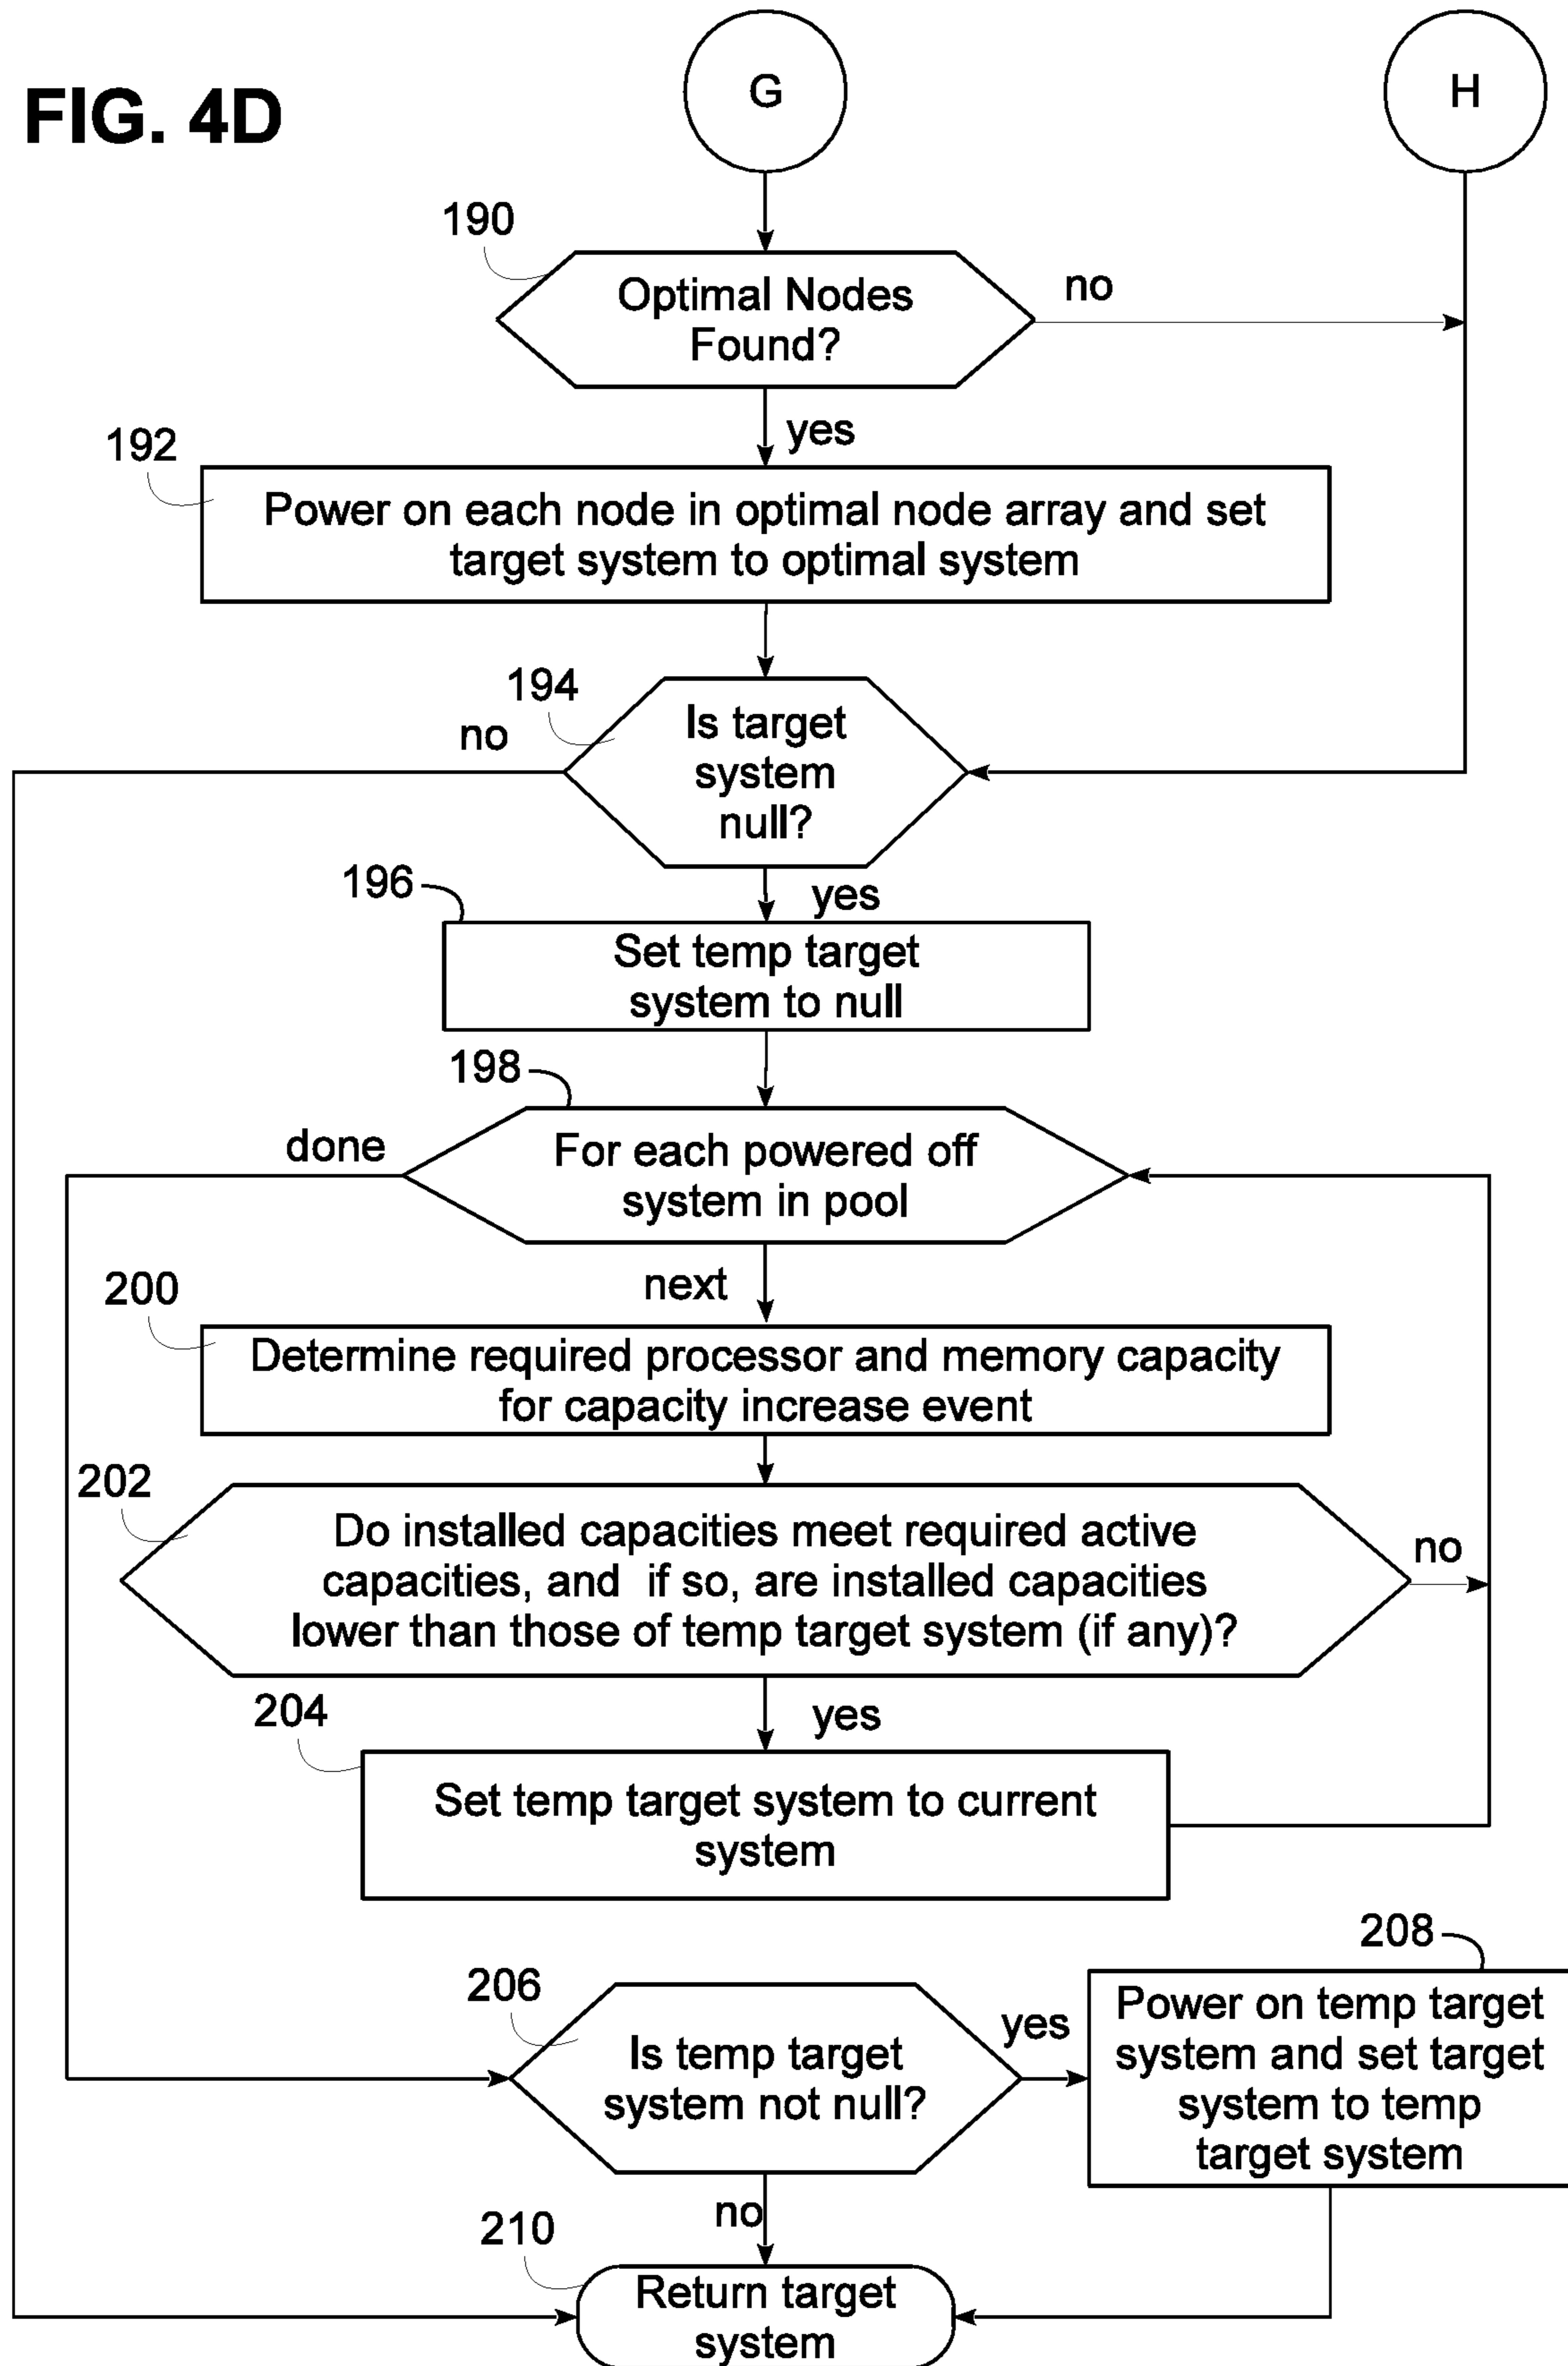 FIG. 4D
G
H
190
Optimal Nodes
Found?
no
yes
192
Power on each node in optimal node array and set
target system to optimal system
194
no
Is target
system
null?
yes
196
Set temp target
system to null
198
done
For each powered off
system in pool
next
200
Determine required processor and memory capacity
for capacity increase event
202
Do installed capacities meet required active
capacities, and if so, are installed capacities
lower than those of temp target system (if any)?
no
yes
204
Set temp target system to current
system
206
Is temp target
system not null?
yes
208
Power on temp target
system and set target
system to temp
target system
no
210
Return target
system